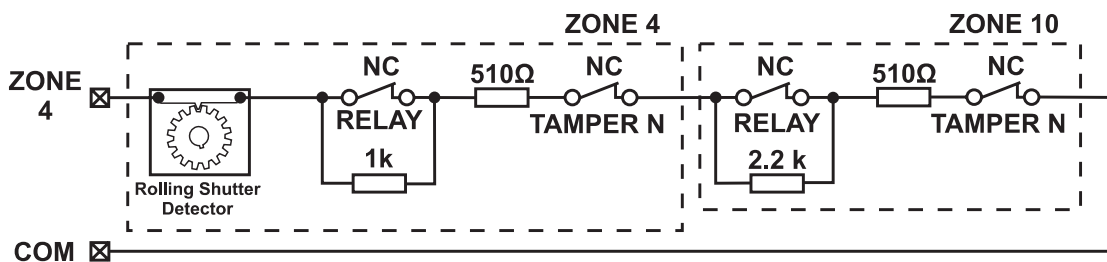 ZONE 4
ZONE 10
ZONE
4
NC
510Ω
NC
NC
510Ω
NC
RELAY
TAMPER N
RELAY
TAMPER N
1k
2.2 k
Rolling Shutter
Detector
COM